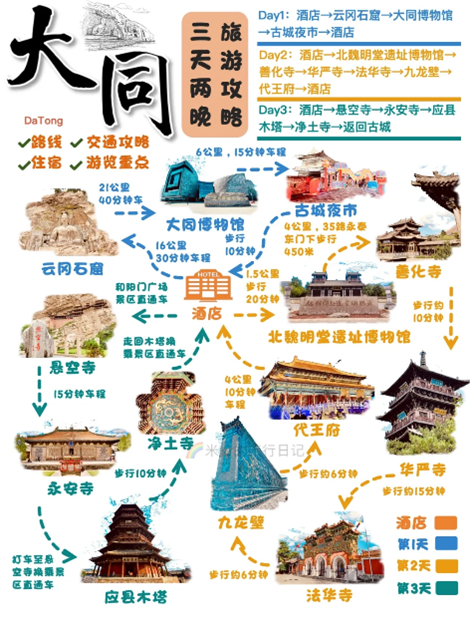 大同
DaTong
三天两晚
旅游攻略
Day1：酒店→云冈石窟→大同博物馆
→古城夜市→酒店
Day2：酒店→北魏明堂遗址博物馆→
善化寺→华严寺→法华寺→九龙壁→
代王府→酒店
Day3：酒店→悬空寺→永安寺→应县
木塔→净土寺→返回古城
路线 交通攻略
住宿 游览重点
6公里，15分钟车程
21公里
40分钟车
大同博物馆
古城夜市
步行
10分钟
4公里，35路永泰
东门下步行
450米
16公里
30分钟车程
云冈石窟
善化寺
HOTEL
酒店
1.5公里
步行
20分钟
北魏明堂遗址博物馆
和阳门广场
景区直通车
步行约
10分钟
悬空寺
走回木塔换
乘景区直通车
15分钟车程
4公里
10分钟
车程
代王府
净土寺
华严寺
永安寺
步行10分钟
步行约6分钟
步行约15分钟
九龙壁
打车至悬
空寺换乘景
区直通车
应县木塔
步行约6分钟
法华寺
酒店
第1天
第2天
第3天